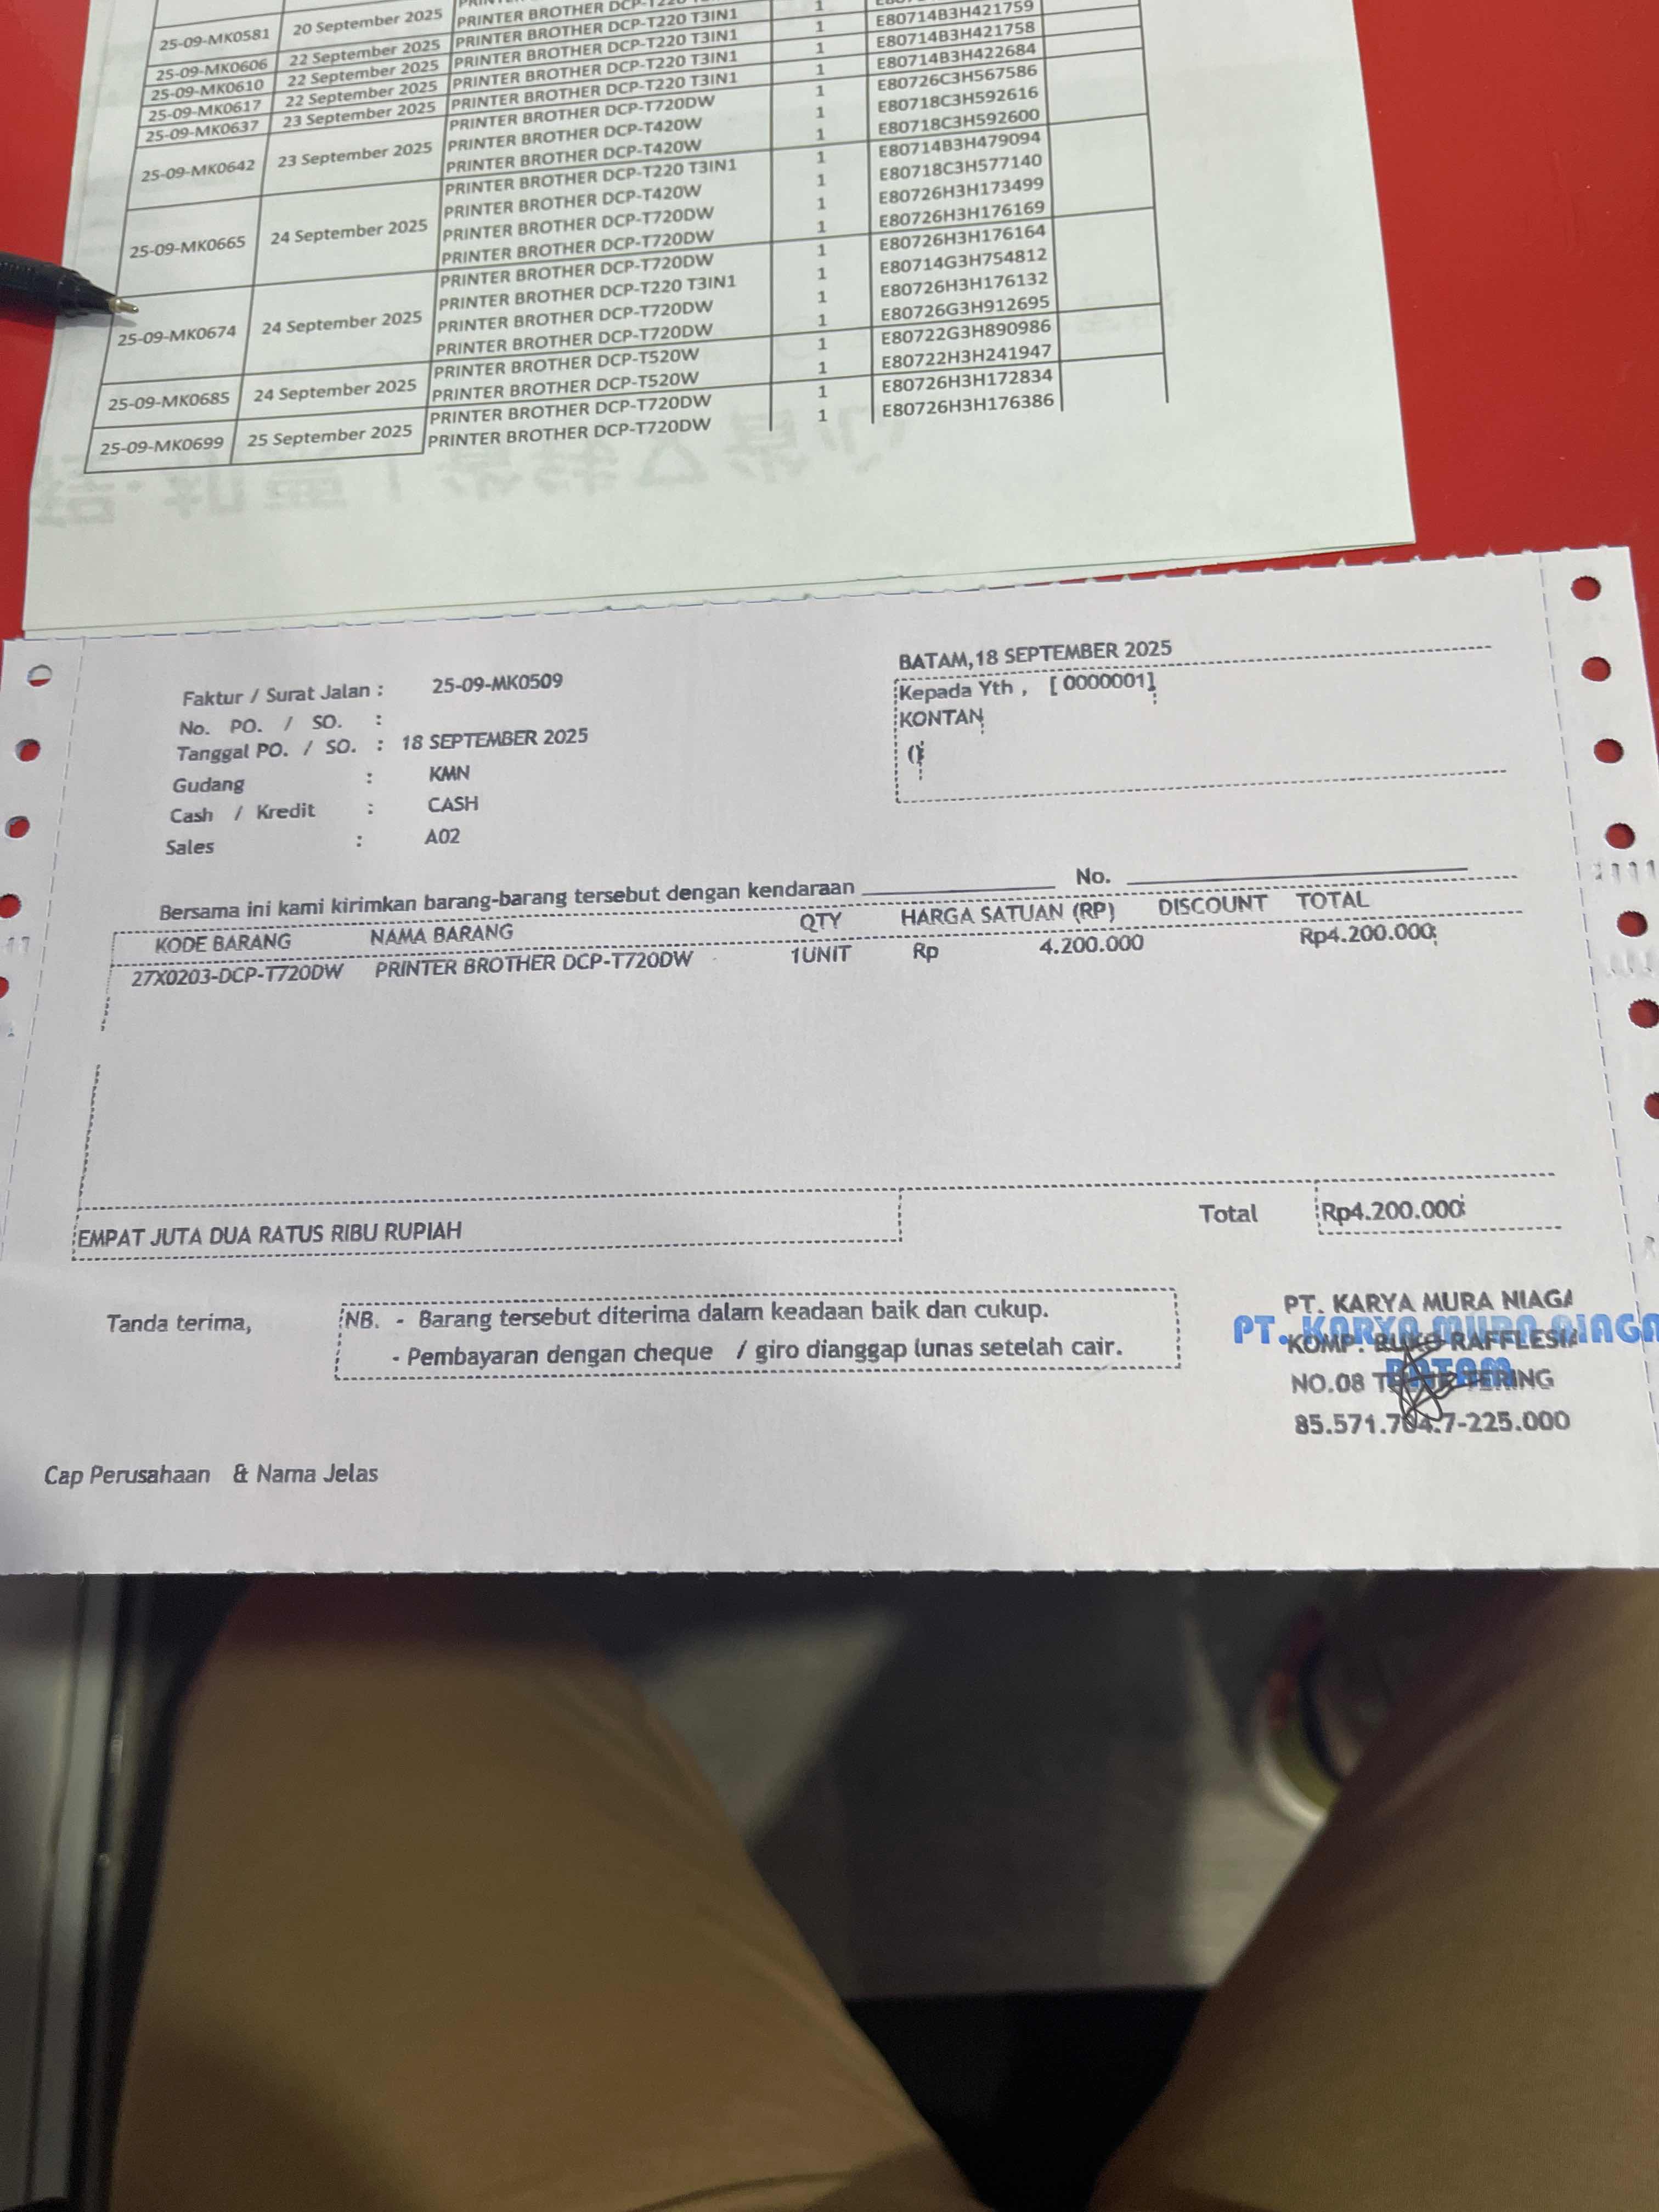 25-09-MK0581 20 September 2025 PRINTER BROTHER DCP-T220 T3IN1 1 E80714B3H421759
25-09-MK0606 22 September 2025 PRINTER BROTHER DCP-T220 T3IN1 1 E80714B3H421758
25-09-MK0610 22 September 2025 PRINTER BROTHER DCP-T220 T3IN1 1 E80714B3H422684
25-09-MK0617 22 September 2025 PRINTER BROTHER DCP-T220 T3IN1 1 E80726C3H567586
25-09-MK0637 23 September 2025 PRINTER BROTHER DCP-T720DW 1 E80718C3H592616
25-09-MK0642 23 September 2025 PRINTER BROTHER DCP-T420W 1 E80718C3H592600
PRINTER BROTHER DCP-T420W 1 E80714B3H479094
PRINTER BROTHER DCP-T220 T3IN1 1 E80718C3H577140
25-09-MK0665 24 September 2025 PRINTER BROTHER DCP-T420W 1 E80726H3H173499
PRINTER BROTHER DCP-T720DW 1 E80726H3H176169
PRINTER BROTHER DCP-T720DW 1 E80726H3H176164
PRINTER BROTHER DCP-T720DW 1 E80714G3H754812
25-09-MK0674 24 September 2025 PRINTER BROTHER DCP-T220 T3IN1 1 E80726H3H176132
PRINTER BROTHER DCP-T720DW 1 E80726G3H912695
PRINTER BROTHER DCP-T720DW 1 E80722G3H890986
25-09-MK0685 24 September 2025 PRINTER BROTHER DCP-T520W 1 E80722H3H241947
PRINTER BROTHER DCP-T520W 1 E80726H3H172834
25-09-MK0699 25 September 2025 PRINTER BROTHER DCP-T720DW 1 E80726H3H176386
PRINTER BROTHER DCP-T720DW
BATAM,18 SEPTEMBER 2025
Faktur / Surat Jalan : 25-09-MK0509
Kepada Yth , [ 0000001]
No. PO. / SO. :
KONTAN
Tanggal PO. / SO. : 18 SEPTEMBER 2025
()
Gudang : KMN
Cash / Kredit : CASH
Sales : A02
Bersama ini kami kirimkan barang-barang tersebut dengan kendaraan No.
KODE BARANG NAMA BARANG QTY HARGA SATUAN (RP) DISCOUNT TOTAL
27X0203-DCP-T720DW PRINTER BROTHER DCP-T720DW 1UNIT Rp 4.200.000 Rp4.200.000
EMPAT JUTA DUA RATUS RIBU RUPIAH Total Rp4.200.000
Tanda terima,
NB. - Barang tersebut diterima dalam keadaan baik dan cukup.
- Pembayaran dengan cheque / giro dianggap lunas setelah cair.
PT. KARYA MURA NIAGA
PT. KARYA MURA NIAGA
KOMP. RUKO RAFFLESIA
BATAM
NO.08
85.571.704.7-225.000
Cap Perusahaan & Nama Jelas